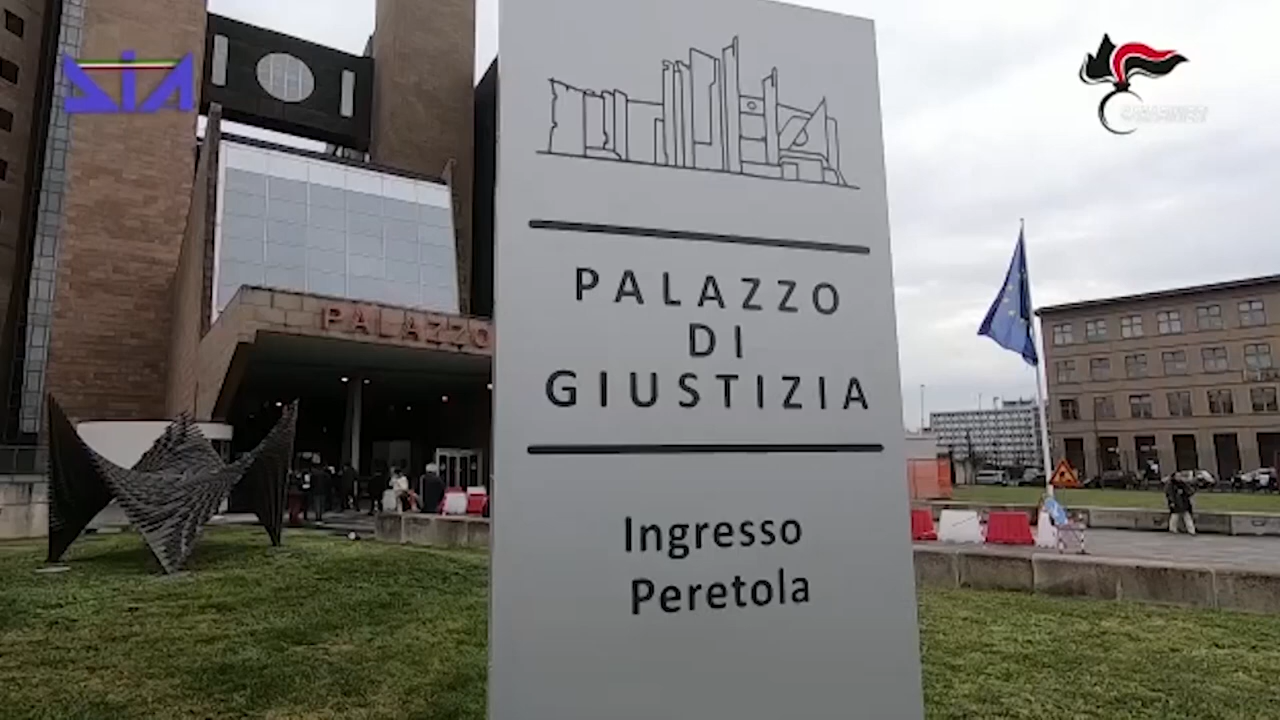 DIA
PALAZZO
PALAZZO
DI
GIUSTIZIA
Ingresso
Peretola